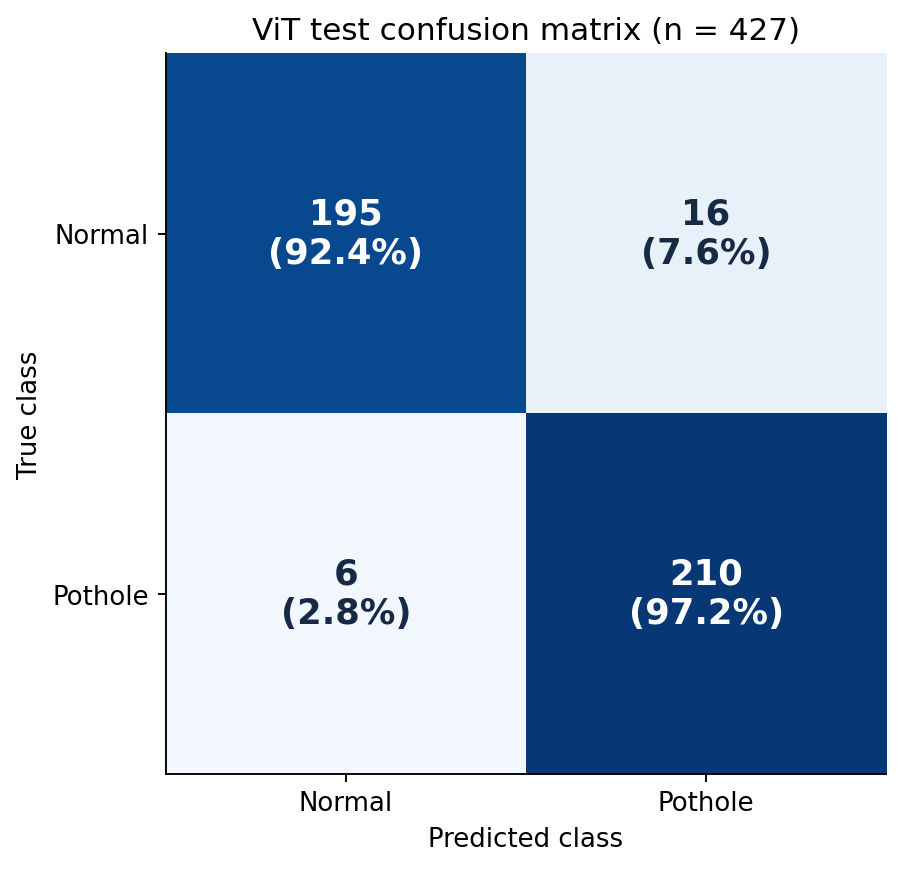 ViT test confusion matrix (n = 427)
195
(92.4%)
16
(7.6%)
Normal
True class
6
(2.8%)
210
(97.2%)
Pothole
Normal
Pothole
Predicted class